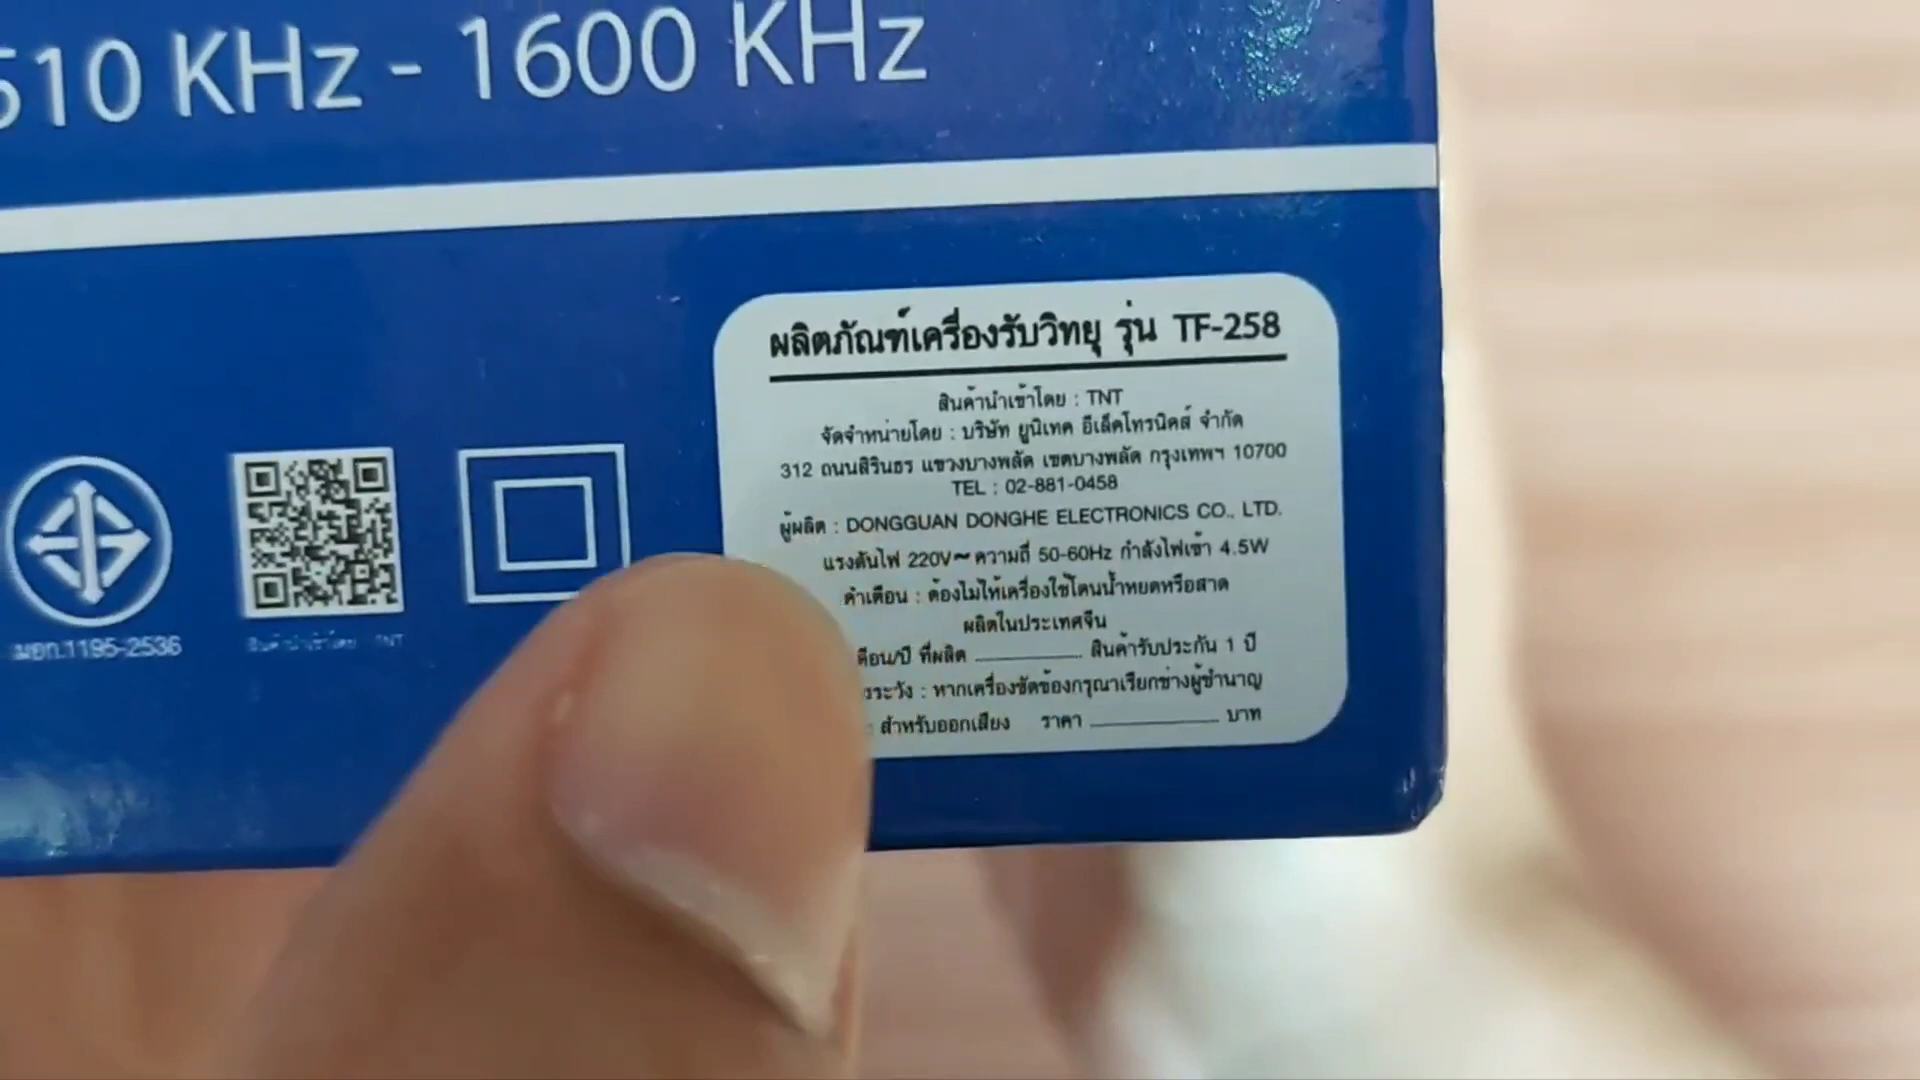 510 KHz - 1600 KHz
ผลิตภัณฑ์เครื่องรับวิทยุ รุ่น TF-258
สินค้านำเข้าโดย : TNT
จัดจำหน่ายโดย : บริษัท ยูนิเทค อีเล็คโทรนิคส์ จำกัด
312 ถนนสิรินธร แขวงบางพลัด เขตบางพลัด กรุงเทพฯ 10700
TEL : 02-881-0458
ผู้ผลิต : DONGGUAN DONGHE ELECTRONICS CO., LTD.
แรงดันไฟ 220V~ความถี่ 50-60Hz กำลังไฟเข้า 4.5W
คำเตือน : ต้องไม่ให้เครื่องใช้โดนน้ำหยดหรือสาด
ผลิตในประเทศจีน
ดือน/ปี ที่ผลิต ........................ สินค้ารับประกัน 1 ปี
ระวัง : หากเครื่องขัดข้องกรุณาเรียกช่างผู้ชำนาญ
สำหรับออกเสียง ราคา ........................ บาท
มอก.1195-2536
สินค้านำเข้าโดย : TNT